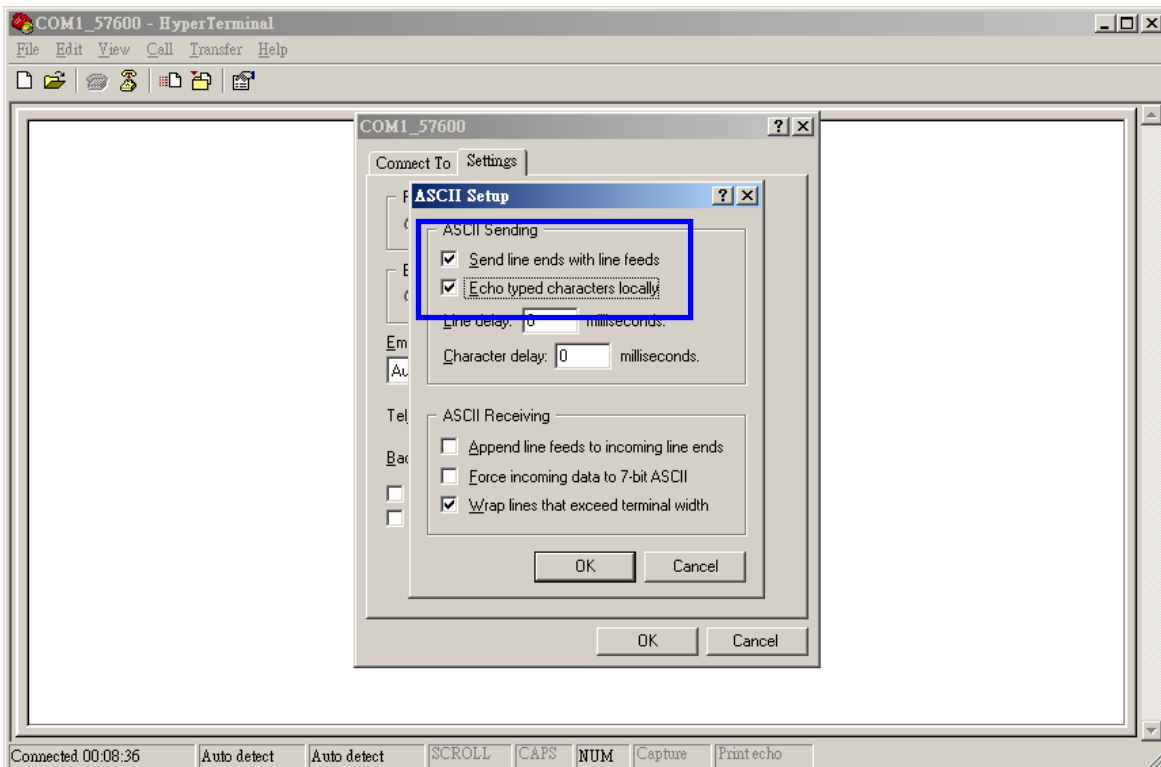 COM1_57600 - HyperTerminal
File Edit View Call Transfer Help
COM1_57600
Connect To Settings
ASCII Setup
ASCII Sending
Send line ends with line feeds
Echo typed characters locally
Line delay: 0 milliseconds.
Character delay: 0 milliseconds.
ASCII Receiving
Append line feeds to incoming line ends
Force incoming data to 7-bit ASCII
Wrap lines that exceed terminal width
OK Cancel
OK Cancel
Connected 00:08:36 Auto detect Auto detect SCROLL CAPS NUM Capture Print echo